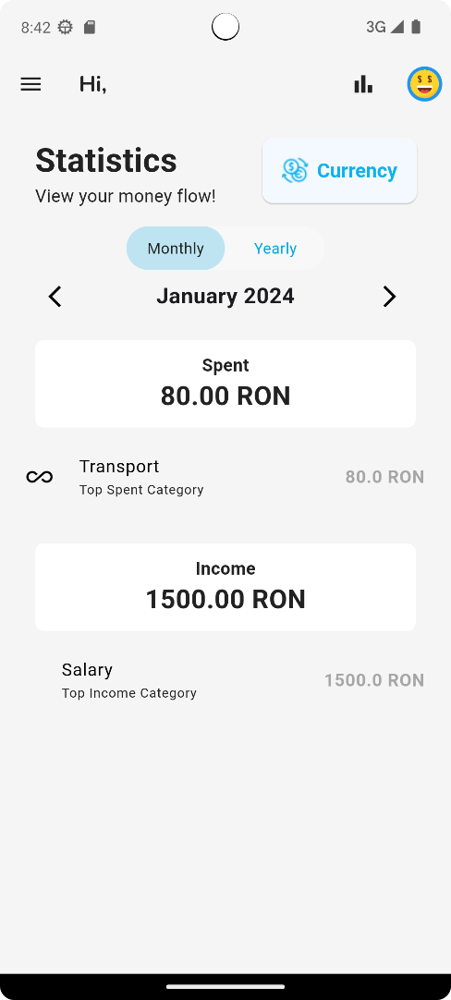 8:42
3G
Hi,
Statistics
View your money flow!
Currency
Monthly
Yearly
January 2024
Spent
80.00 RON
Transport
Top Spent Category
80.0 RON
Income
1500.00 RON
Salary
Top Income Category
1500.0 RON